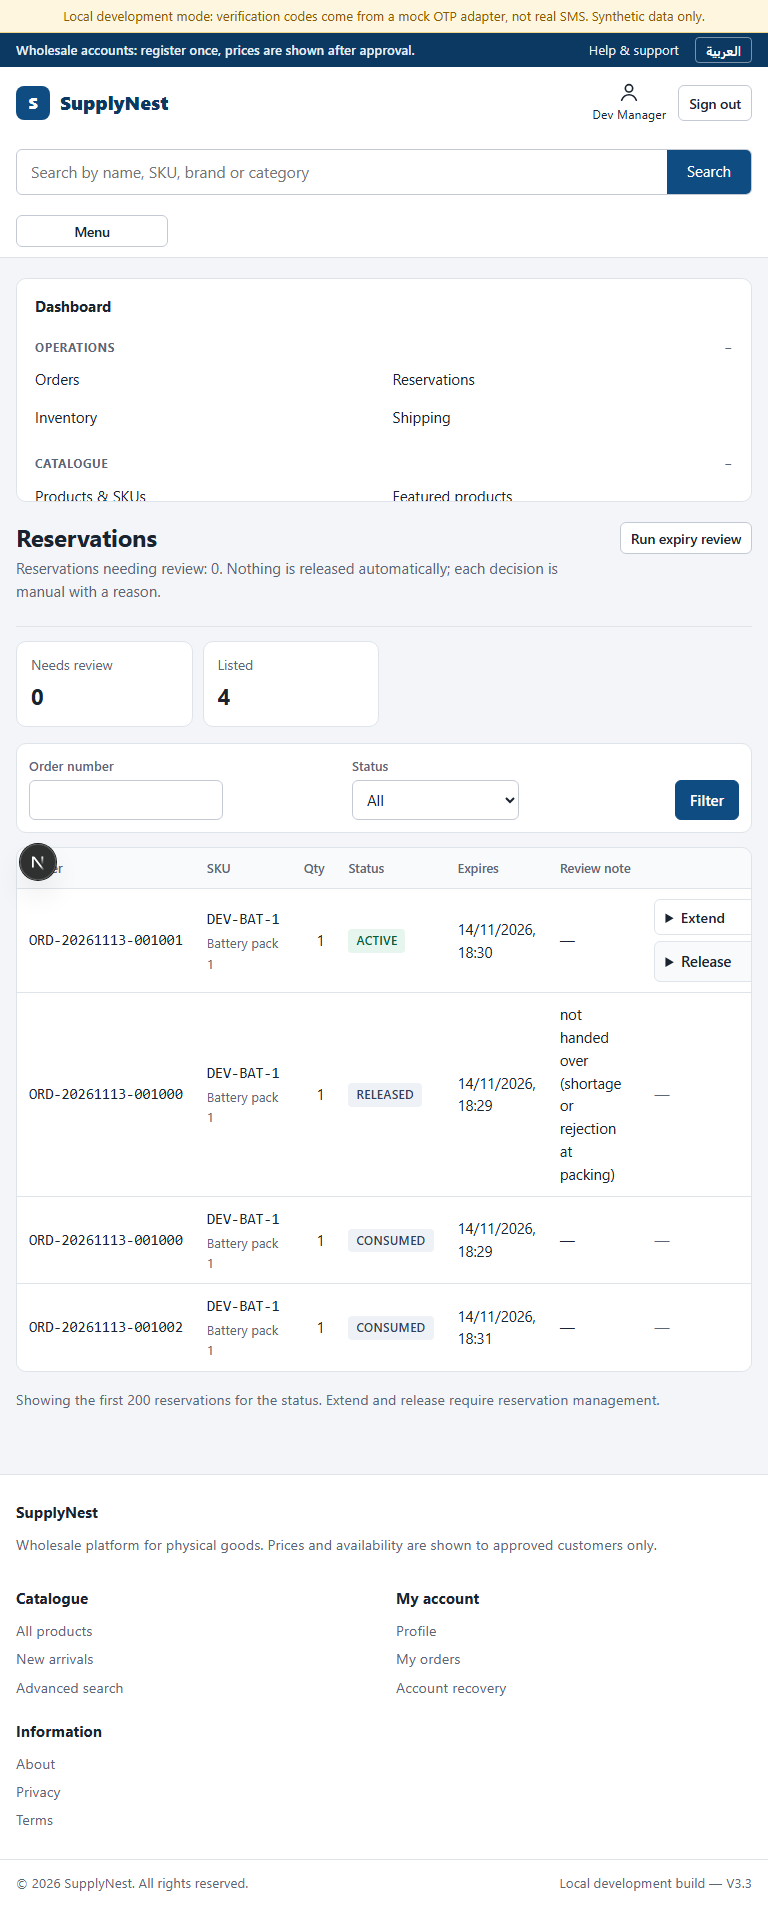 Local development mode: verification codes come from a mock OTP adapter, not real SMS. Synthetic data only.
Wholesale accounts: register once, prices are shown after approval.
Help & support
العربية
S
SupplyNest
Dev Manager
Sign out
Search by name, SKU, brand or category
Search
Menu
Dashboard
OPERATIONS –
Orders Reservations
Inventory Shipping
CATALOGUE –
Products & SKUs Featured products
Reservations
Run expiry review
Reservations needing review: 0. Nothing is released automatically; each decision is
manual with a reason.
Needs review
0
Listed
4
Order number
Status
All
Filter
N
SKU Qty Status Expires Review note
ORD-20261113-001001
DEV-BAT-1
Battery pack
1
1
ACTIVE
14/11/2026,
18:30
—
Extend
Release
ORD-20261113-001000
DEV-BAT-1
Battery pack
1
1
RELEASED
14/11/2026,
18:29
not
handed
over
(shortage
or
rejection
at
packing)
—
ORD-20261113-001000
DEV-BAT-1
Battery pack
1
1
CONSUMED
14/11/2026,
18:29
—
—
ORD-20261113-001002
DEV-BAT-1
Battery pack
1
1
CONSUMED
14/11/2026,
18:31
—
—
Showing the first 200 reservations for the status. Extend and release require reservation management.
SupplyNest
Wholesale platform for physical goods. Prices and availability are shown to approved customers only.
Catalogue
All products
New arrivals
Advanced search
My account
Profile
My orders
Account recovery
Information
About
Privacy
Terms
© 2026 SupplyNest. All rights reserved.
Local development build — V3.3